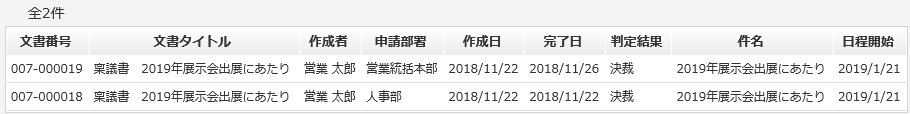 全2件
文書番号 文書タイトル 作成者 申請部署 作成日 完了日 判定結果 件名 日程開始
007-000019 稟議書　2019年展示会出展にあたり 営業 太郎 営業統括本部 2018/11/22 2018/11/26 決裁 2019年展示会出展にあたり 2019/1/21
007-000018 稟議書　2019年展示会出展にあたり 営業 太郎 人事部 2018/11/22 2018/11/22 決裁 2019年展示会出展にあたり 2019/1/21